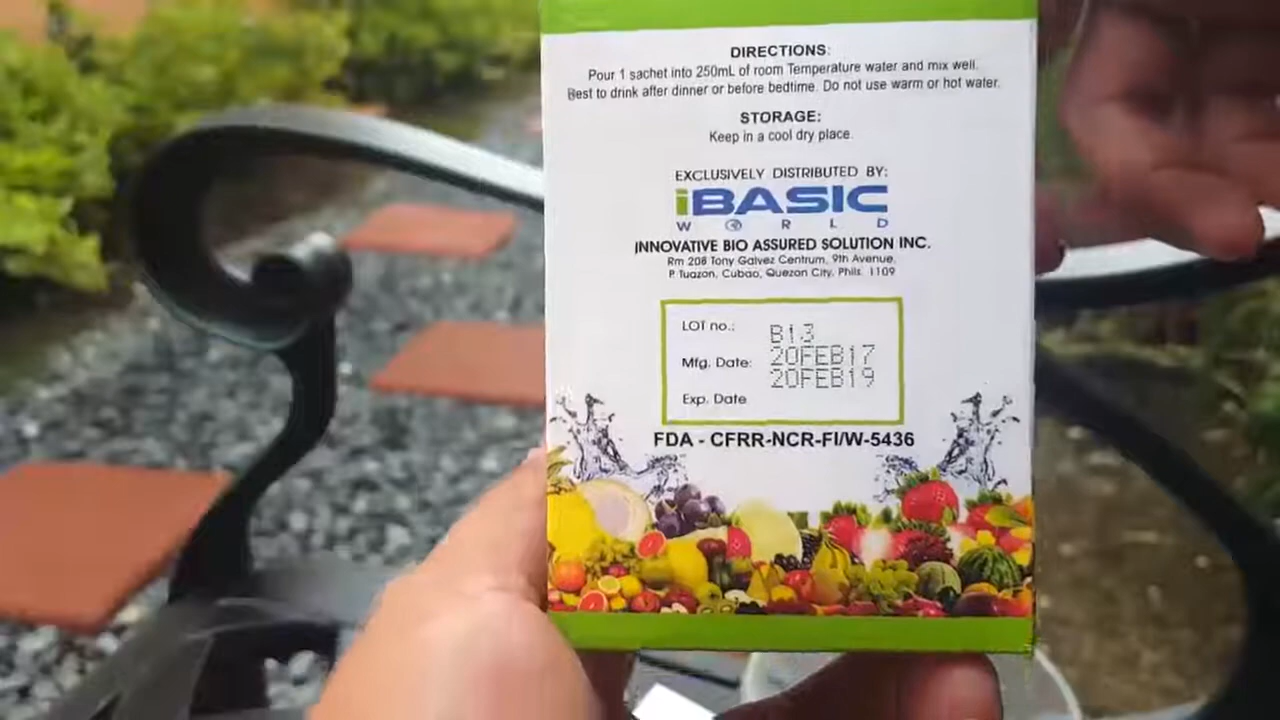 DIRECTIONS:
Pour 1 sachet into 250mL of room Temperature water and mix well.
Best to drink after dinner or before bedtime. Do not use warm or hot water.
STORAGE:
Keep in a cool dry place.
EXCLUSIVELY DISTRIBUTED BY:
iBASIC
WORLD
INNOVATIVE BIO ASSURED SOLUTION INC.
Rm 208 Tony Galvez Centrum, 9th Avenue,
P. Tuazon, Cubao, Quezon City, Phils. 1109
LOT no.: B13
Mfg. Date: 20FEB17
20FEB19
Exp. Date
FDA - CFRR-NCR-FI/W-5436